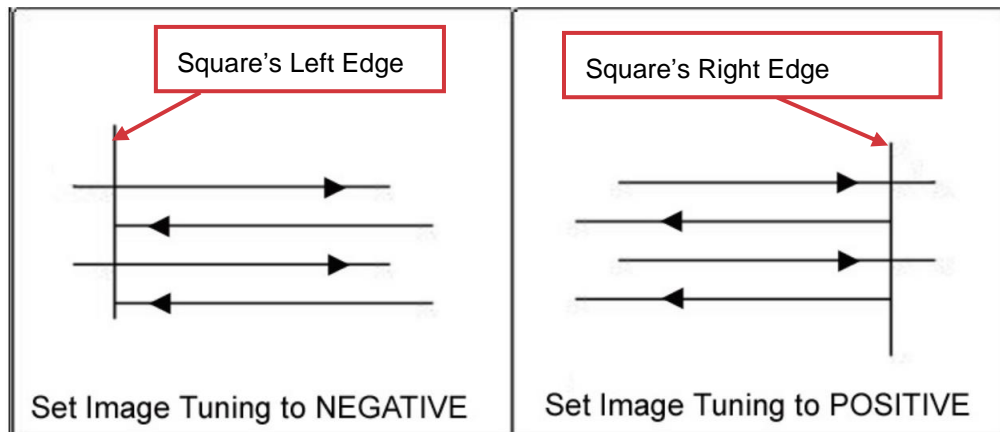 Square's Left Edge
Set Image Tuning to NEGATIVE
Square's Right Edge
Set Image Tuning to POSITIVE